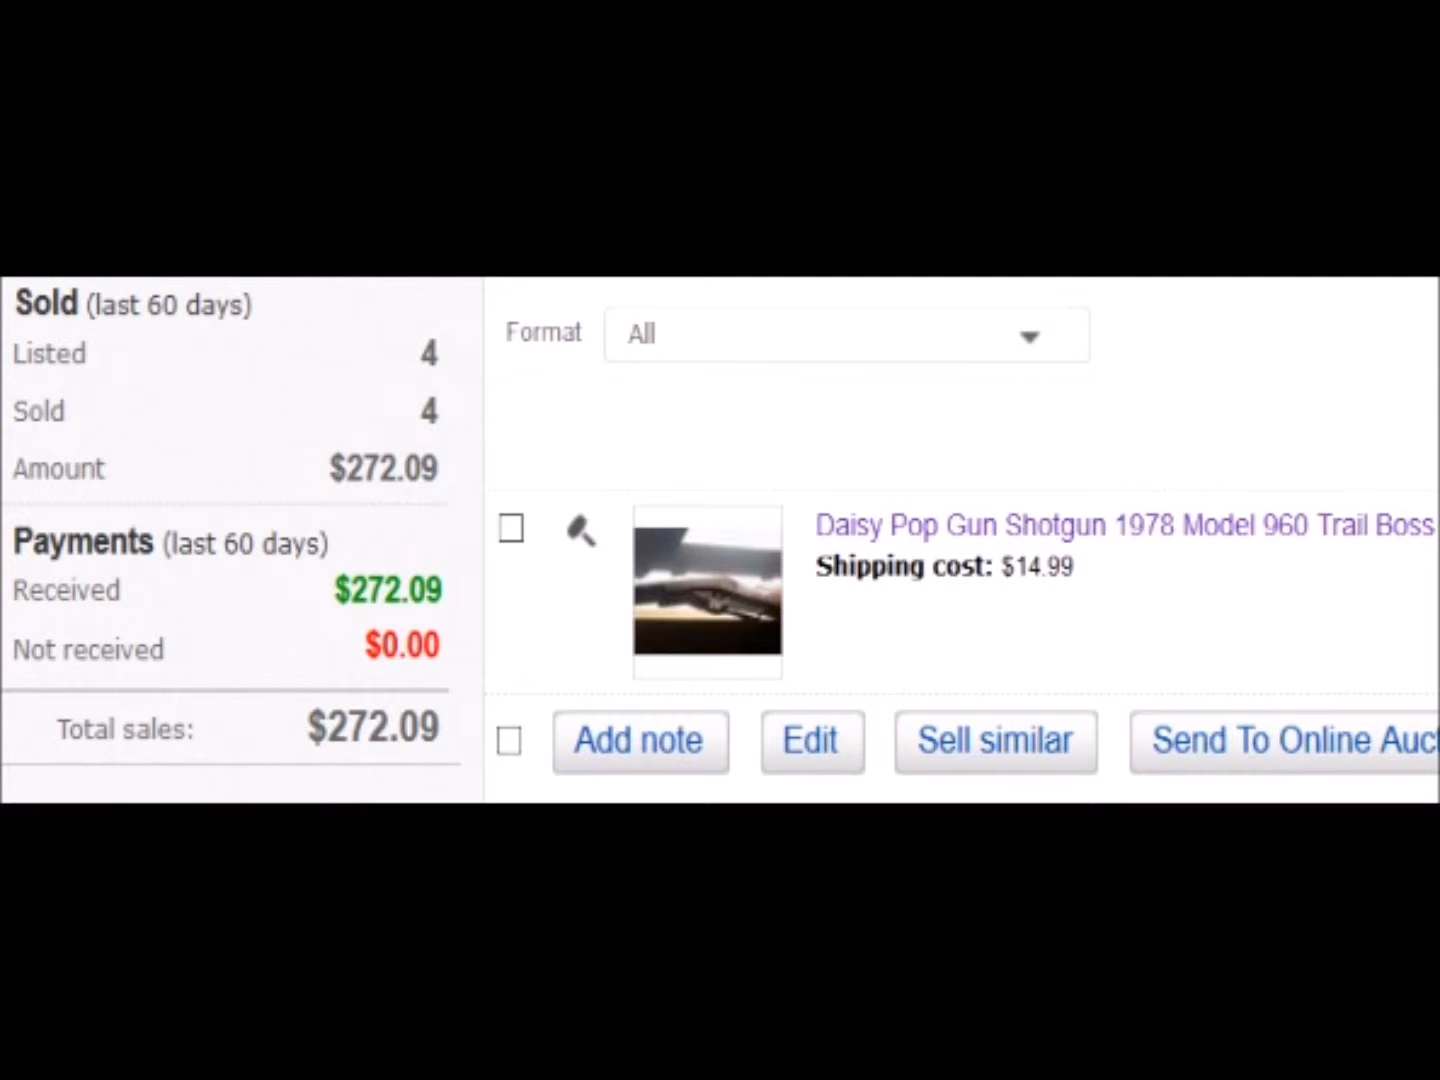 Sold (last 60 days)
Listed 4
Sold 4
Amount $272.09
Payments (last 60 days)
Received $272.09
Not received $0.00
Total sales: $272.09
Format All
Daisy Pop Gun Shotgun 1978 Model 960 Trail Boss
Shipping cost: $14.99
Add note Edit Sell similar Send To Online Auct